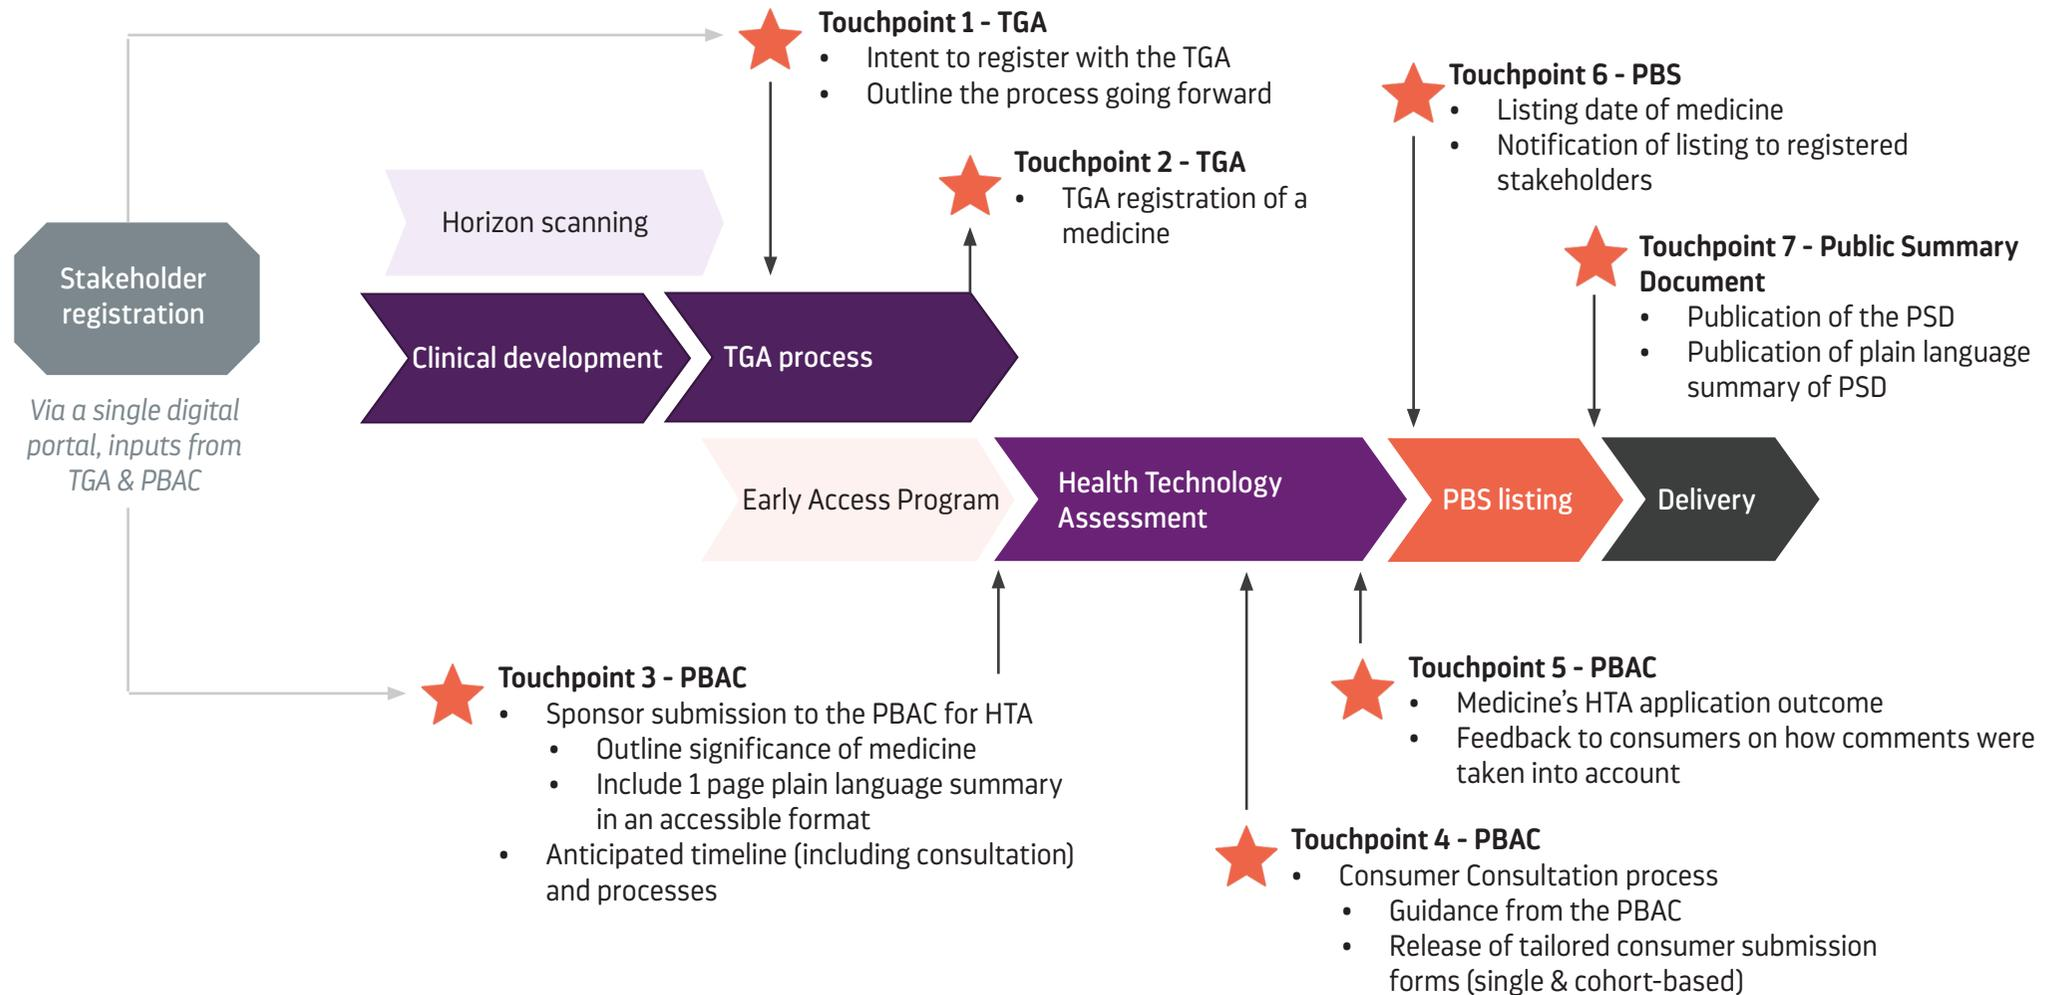 Touchpoint 1 - TGA
• Intent to register with the TGA
• Outline the process going forward
Touchpoint 6 - PBS
• Listing date of medicine
• Notification of listing to registered
stakeholders
Touchpoint 2 - TGA
• TGA registration of a
medicine
Horizon scanning
Touchpoint 7 - Public Summary
Document
• Publication of the PSD
• Publication of plain language
summary of PSD
Stakeholder
registration
Via a single digital
portal, inputs from
TGA & PBAC
Clinical development
TGA process
Early Access Program
Health Technology
Assessment
PBS listing
Delivery
Touchpoint 3 - PBAC
• Sponsor submission to the PBAC for HTA
• Outline significance of medicine
• Include 1 page plain language summary
in an accessible format
• Anticipated timeline (including consultation)
and processes
Touchpoint 5 - PBAC
• Medicine’s HTA application outcome
• Feedback to consumers on how comments were
taken into account
Touchpoint 4 - PBAC
• Consumer Consultation process
• Guidance from the PBAC
• Release of tailored consumer submission
forms (single & cohort-based)